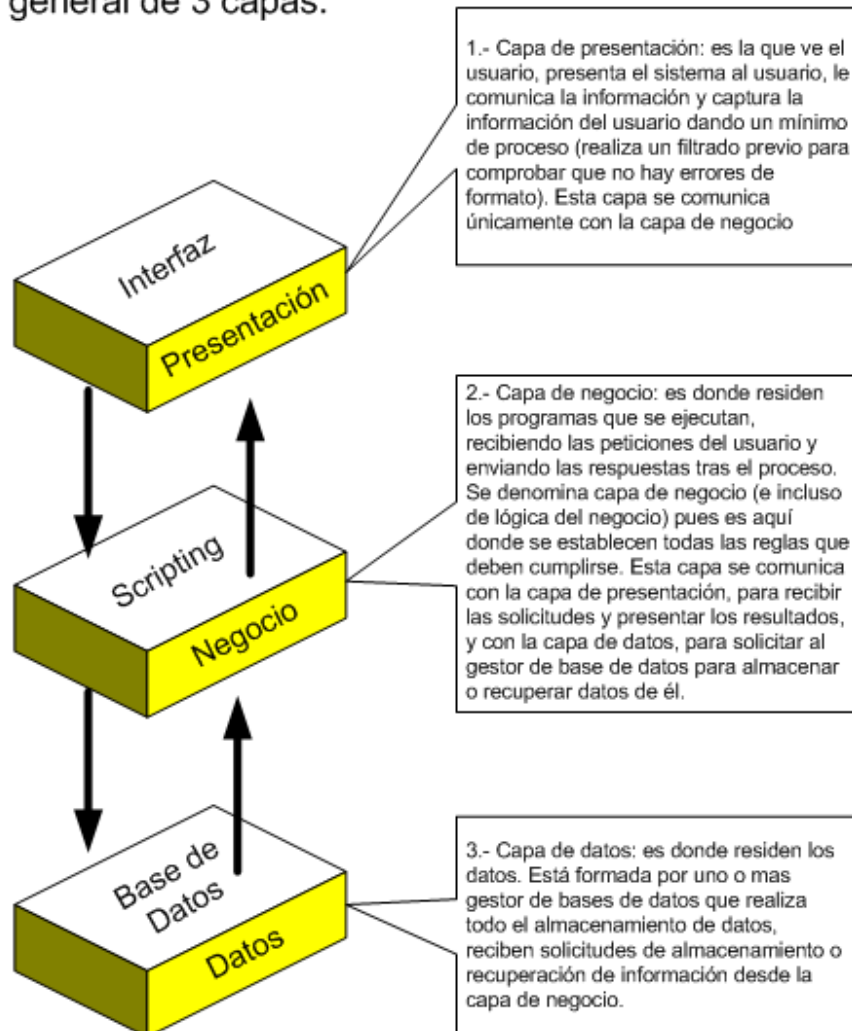 general de 3 capas.
1.- Capa de presentación: es la que ve el
usuario, presenta el sistema al usuario, le
comunica la información y captura la
información del usuario dando un mínimo
de proceso (realiza un filtrado previo para
comprobar que no hay errores de
formato). Esta capa se comunica
únicamente con la capa de negocio
Interfaz
Presentación
2.- Capa de negocio: es donde residen
los programas que se ejecutan,
recibiendo las peticiones del usuario y
enviando las respuestas tras el proceso.
Se denomina capa de negocio (e incluso
de lógica del negocio) pues es aquí
donde se establecen todas las reglas que
deben cumplirse. Esta capa se comunica
con la capa de presentación, para recibir
las solicitudes y presentar los resultados,
y con la capa de datos, para solicitar al
gestor de base de datos para almacenar
o recuperar datos de él.
Scripting
Negocio
3.- Capa de datos: es donde residen los
datos. Está formada por uno o mas
gestor de bases de datos que realiza
todo el almacenamiento de datos,
reciben solicitudes de almacenamiento o
recuperación de información desde la
capa de negocio.
Base de
Datos
Datos